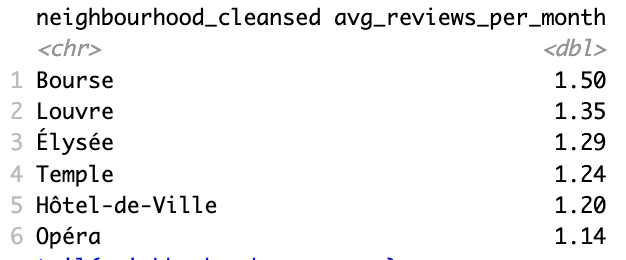 neighbourhood_cleansed avg_reviews_per_month
<chr> <dbl>
1 Bourse 1.50
2 Louvre 1.35
3 Élysée 1.29
4 Temple 1.24
5 Hôtel-de-Ville 1.20
6 Opéra 1.14